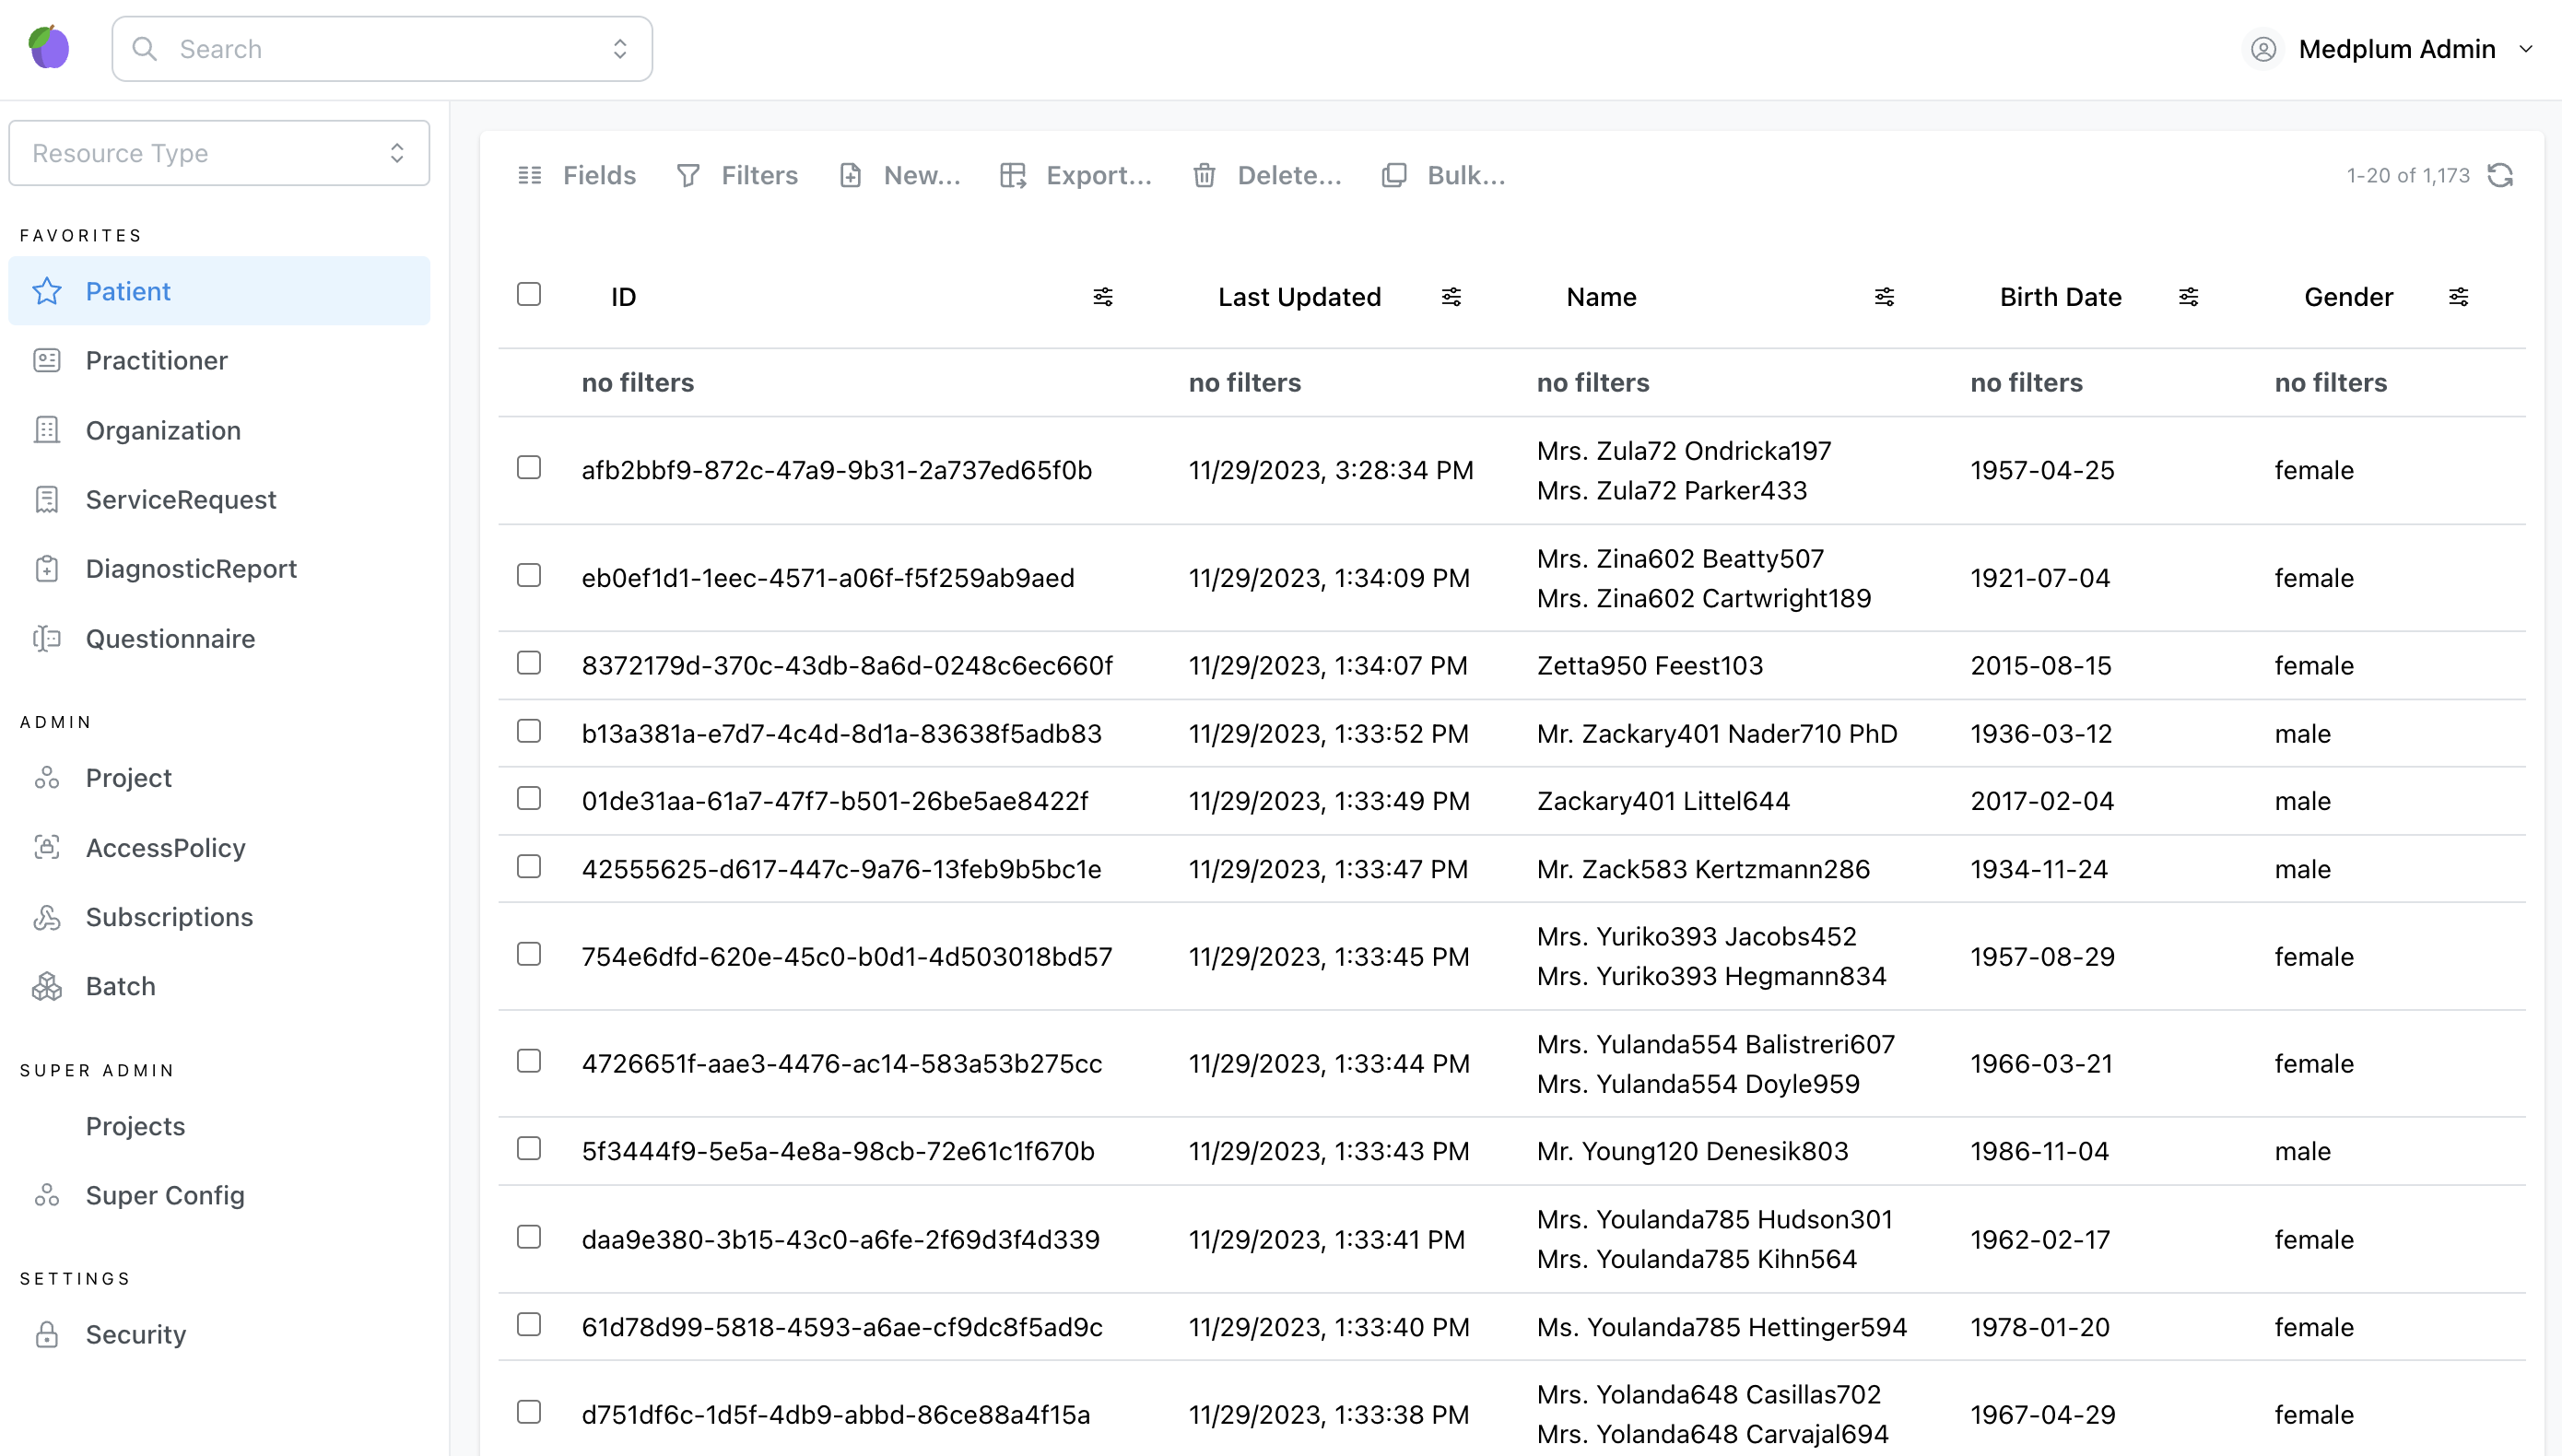 Search
Medplum Admin
Resource Type
FAVORITES
Patient
Practitioner
Organization
ServiceRequest
DiagnosticReport
Questionnaire
ADMIN
Project
AccessPolicy
Subscriptions
Batch
SUPER ADMIN
Projects
Super Config
SETTINGS
Security
Fields Filters New... Export... Delete... Bulk... 1-20 of 1,173
ID Last Updated Name Birth Date Gender
no filters no filters no filters no filters no filters
afb2bbf9-872c-47a9-9b31-2a737ed65f0b 11/29/2023, 3:28:34 PM Mrs. Zula72 Ondricka197 1957-04-25 female
Mrs. Zula72 Parker433
eb0ef1d1-1eec-4571-a06f-f5f259ab9aed 11/29/2023, 1:34:09 PM Mrs. Zina602 Beatty507 1921-07-04 female
Mrs. Zina602 Cartwright189
8372179d-370c-43db-8a6d-0248c6ec660f 11/29/2023, 1:34:07 PM Zetta950 Feest103 2015-08-15 female
b13a381a-e7d7-4c4d-8d1a-83638f5adb83 11/29/2023, 1:33:52 PM Mr. Zackary401 Nader710 PhD 1936-03-12 male
01de31aa-61a7-47f7-b501-26be5ae8422f 11/29/2023, 1:33:49 PM Zackary401 Littel644 2017-02-04 male
42555625-d617-447c-9a76-13feb9b5bc1e 11/29/2023, 1:33:47 PM Mr. Zack583 Kertzmann286 1934-11-24 male
754e6dfd-620e-45c0-b0d1-4d503018bd57 11/29/2023, 1:33:45 PM Mrs. Yuriko393 Jacobs452 1957-08-29 female
Mrs. Yuriko393 Hegmann834
4726651f-aae3-4476-ac14-583a53b275cc 11/29/2023, 1:33:44 PM Mrs. Yulanda554 Balistreri607 1966-03-21 female
Mrs. Yulanda554 Doyle959
5f3444f9-5e5a-4e8a-98cb-72e61c1f670b 11/29/2023, 1:33:43 PM Mr. Young120 Denesik803 1986-11-04 male
daa9e380-3b15-43c0-a6fe-2f69d3f4d339 11/29/2023, 1:33:41 PM Mrs. Youlanda785 Hudson301 1962-02-17 female
Mrs. Youlanda785 Kihn564
61d78d99-5818-4593-a6ae-cf9dc8f5ad9c 11/29/2023, 1:33:40 PM Ms. Youlanda785 Hettinger594 1978-01-20 female
d751df6c-1d5f-4db9-abbd-86ce88a4f15a 11/29/2023, 1:33:38 PM Mrs. Yolanda648 Casillas702 1967-04-29 female
Mrs. Yolanda648 Carvajal694